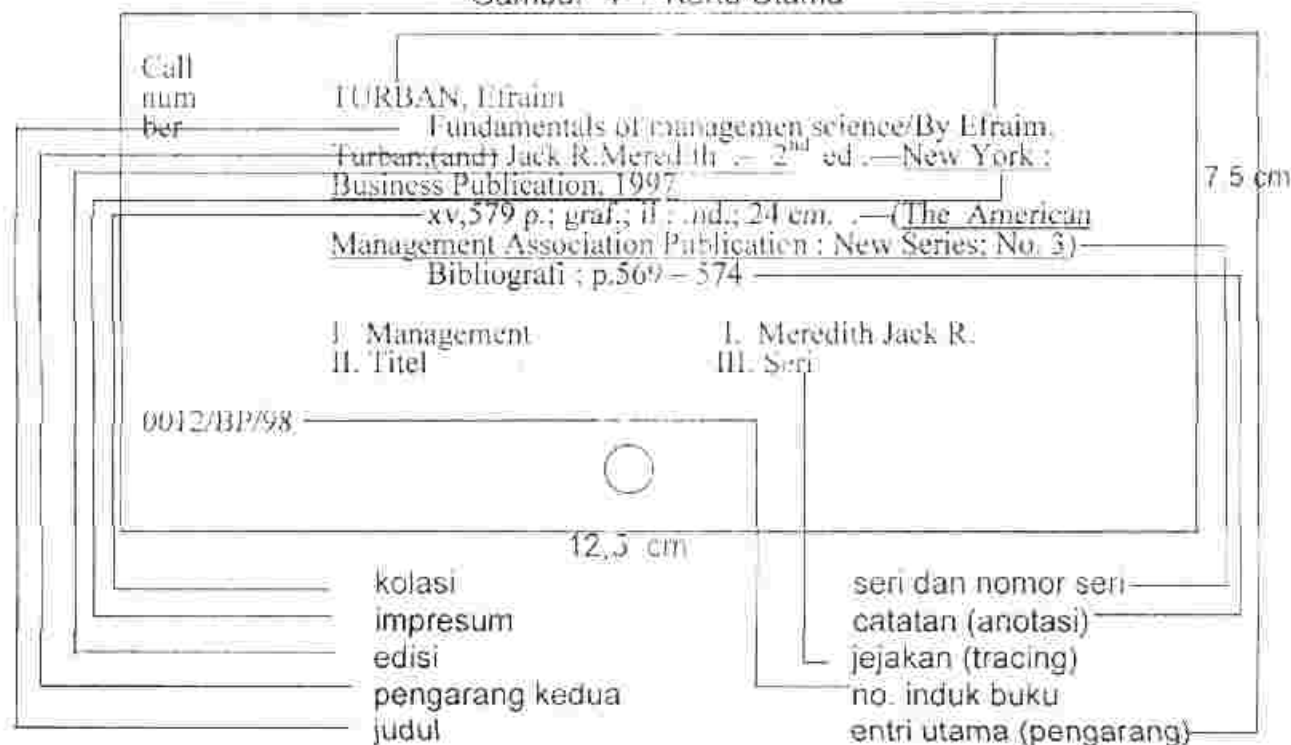 Kartu Utama
Call
num
ber
TURBAN, Efraim
Fundamentals of managemen science/By Efraim,
Turban,(and) Jack R.Meredith .– 2nd ed .—New York :
Business Publication, 1997
xv,579 p.; graf.; il : ind.; 24 cm. .—(The American
Management Association Publication : New Series; No. 3)
Bibliografi ; p.569 – 574
I Management I. Meredith Jack R.
II. Titel III. Seri
0012/BP/98
7.5 cm
12,5 cm
kolasi
impresum
edisi
pengarang kedua
judul
seri dan nomor seri
catatan (anotasi)
jejakan (tracing)
no. induk buku
entri utama (pengarang)